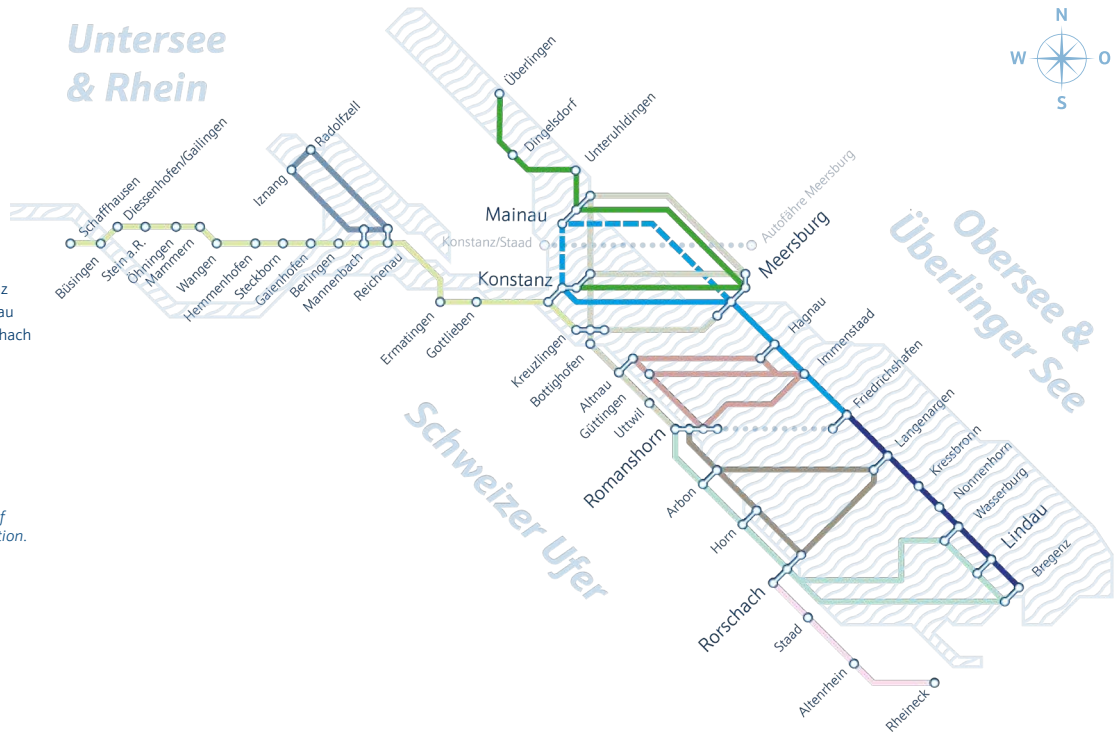 Untersee
& Rhein
N
W
O
S
Überlingen
Dingelsdorf
Unteruhldingen
Radolfzell
Iznang
Schaffhausen
Diessenhofen/Gailingen
Büsingen
Stein a.R.
Öhningen
Mammern
Wangen
Hemmenhofen
Steckborn
Gaienhofen
Berlingen
Mannenbach
Reichenau
Ermatingen
Gottlieben
Mainau
Konstanz/Staad
Autofähre Meersburg
Meersburg
Konstanz
Obersee &
Überlinger See
Hagnau
Immenstaad
Friedrichshafen
Langenargen
Kressbronn
Nonnenhorn
Wasserburg
Lindau
Bregenz
Kreuzlingen
Bottighofen
Altnau
Güttingen
Uttwil
Romanshorn
Arbon
Horn
Rorschach
Staad
Altenrhein
Rheineck
Schweizer Ufer
z
au
hach
f
tion.